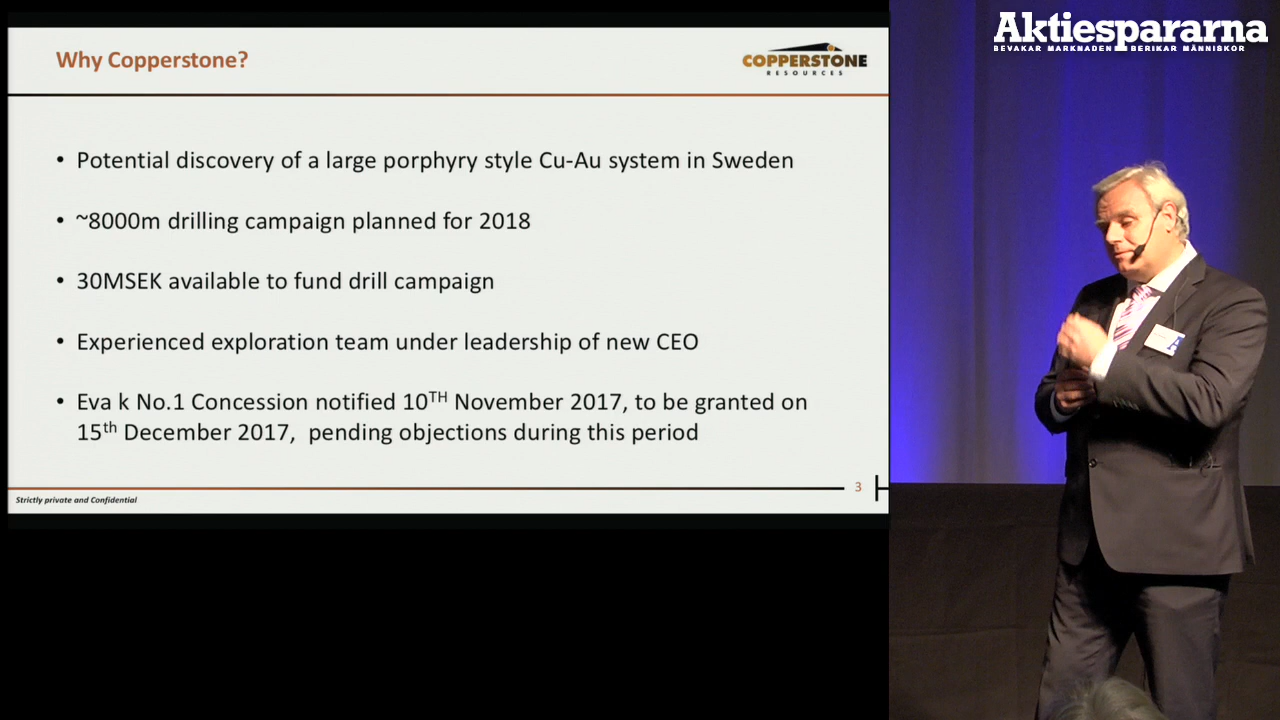 Why Copperstone?
COPPERSTONE
RESOURCES
• Potential discovery of a large porphyry style Cu-Au system in Sweden
• ~8000m drilling campaign planned for 2018
• 30MSEK available to fund drill campaign
• Experienced exploration team under leadership of new CEO
• Eva k No.1 Concession notified 10TH November 2017, to be granted on
15th December 2017,  pending objections during this period
Strictly private and Confidential
3
Aktiespararna
BEVAKAR MARKNADEN BERIKAR MÄNNISKOR